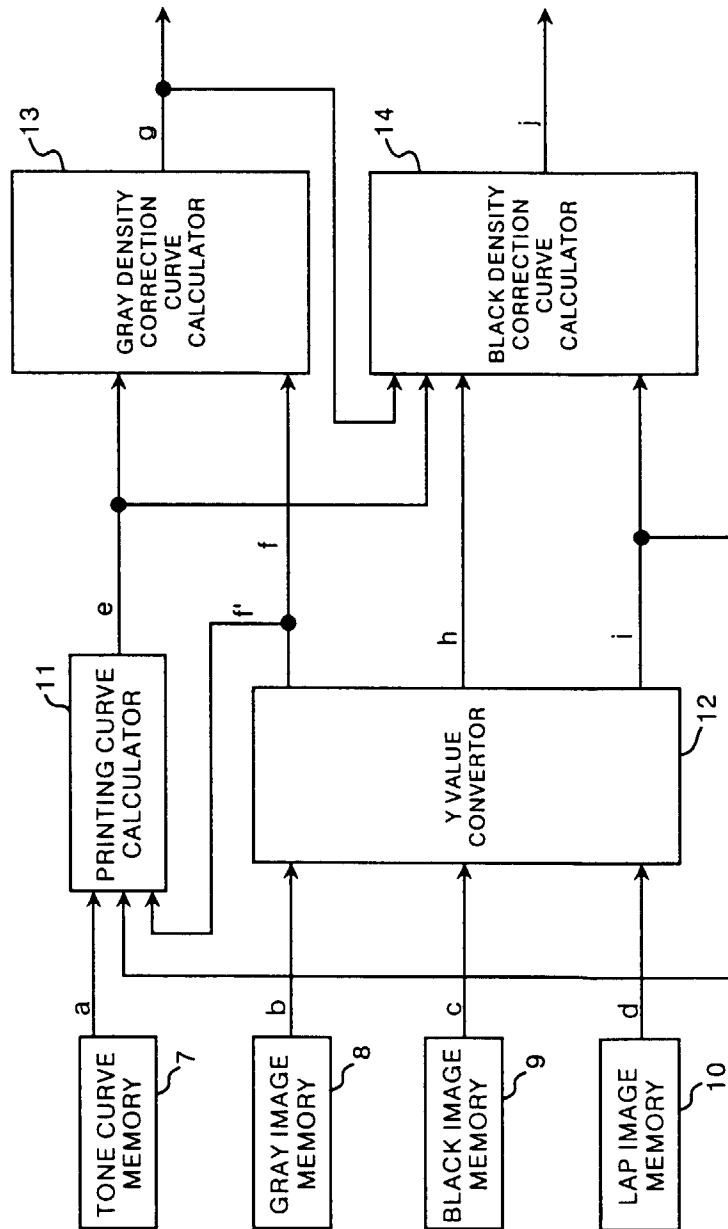 TONE CURVE
MEMORY
7
a
GRAY IMAGE
MEMORY
8
b
BLACK IMAGE
MEMORY
9
c
LAP IMAGE
MEMORY
10
d
PRINTING CURVE
CALCULATOR
11
e
f'
f
Y VALUE
CONVERTOR
12
h
i
GRAY DENSITY
CORRECTION
CURVE
CALCULATOR
13
g
BLACK DENSITY
CORRECTION
CURVE
CALCULATOR
14
j